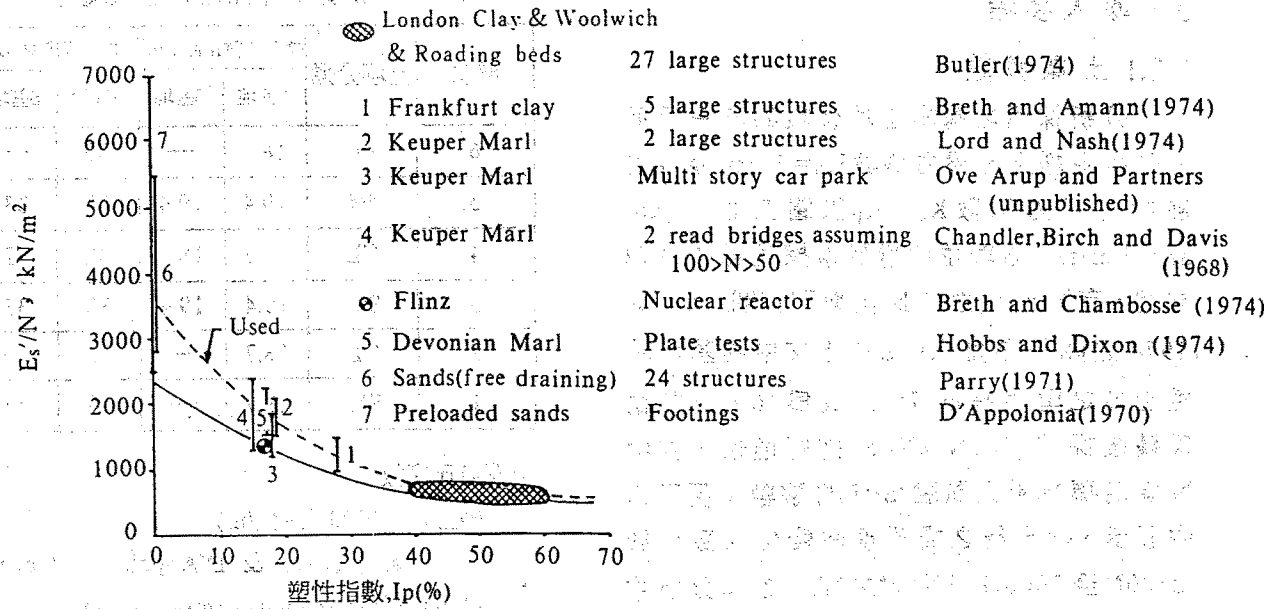 London Clay & Woolwich
& Roading beds 27 large structures Butler(1974)
1 Frankfurt clay 5 large structures Breth and Amann(1974)
2 Keuper Marl 2 large structures Lord and Nash(1974)
3 Keuper Marl Multi story car park Ove Arup and Partners
(unpublished)
4 Keuper Marl 2 read bridges assuming Chandler,Birch and Davis
100>N>50 (1968)
Flinz Nuclear reactor Breth and Chambosse (1974)
5 Devonian Marl Plate tests Hobbs and Dixon (1974)
6 Sands(free draining) 24 structures Parry(1971)
7 Preloaded sands Footings D'Appolonia(1970)
7000
6000
5000
4000
3000
2000
1000
0
Es'/N, kN/m²
7
6
Used
4
5
2
3
1
0 10 20 30 40 50 60 70
塑性指數,Ip(%)